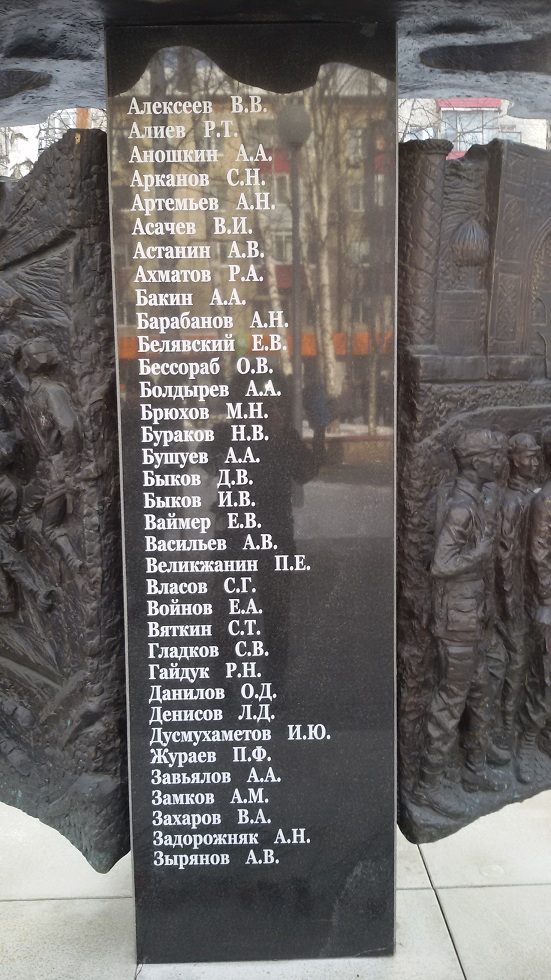 Алексеев В.В.
Алиев Р.Т.
Аношкин А.А.
Арканов С.Н.
Артемьев А.Н.
Асачев В.И.
Астанин А.В.
Ахматов Р.А.
Бакин А.А.
Барабанов А.Н.
Белявский Е.В.
Бессораб О.В.
Болдырев А.А.
Брюхов М.Н.
Бураков Н.В.
Бушуев А.А.
Быков Д.В.
Быков И.В.
Ваймер Е.В.
Васильев А.В.
Великжанин П.Е.
Власов С.Г.
Войнов Е.А.
Вяткин С.Т.
Гладков С.В.
Гайдук Р.Н.
Данилов О.Д.
Денисов Л.Д.
Дусмухаметов И.Ю.
Жураев П.Ф.
Завьялов А.А.
Замков А.М.
Захаров В.А.
Задорожняк А.Н.
Зырянов А.В.